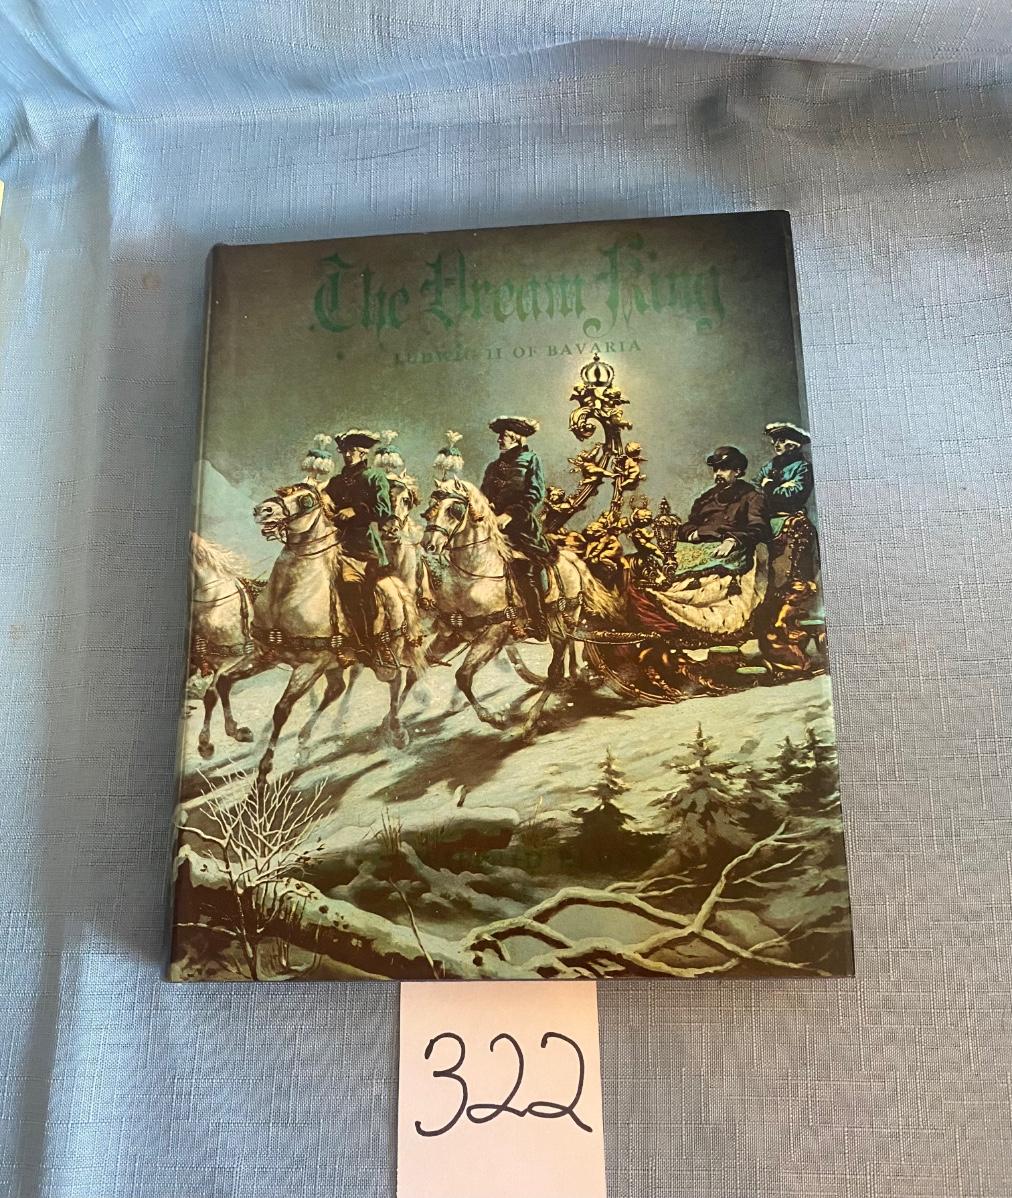 The Dream King
LUDWIG II OF BAVARIA
322